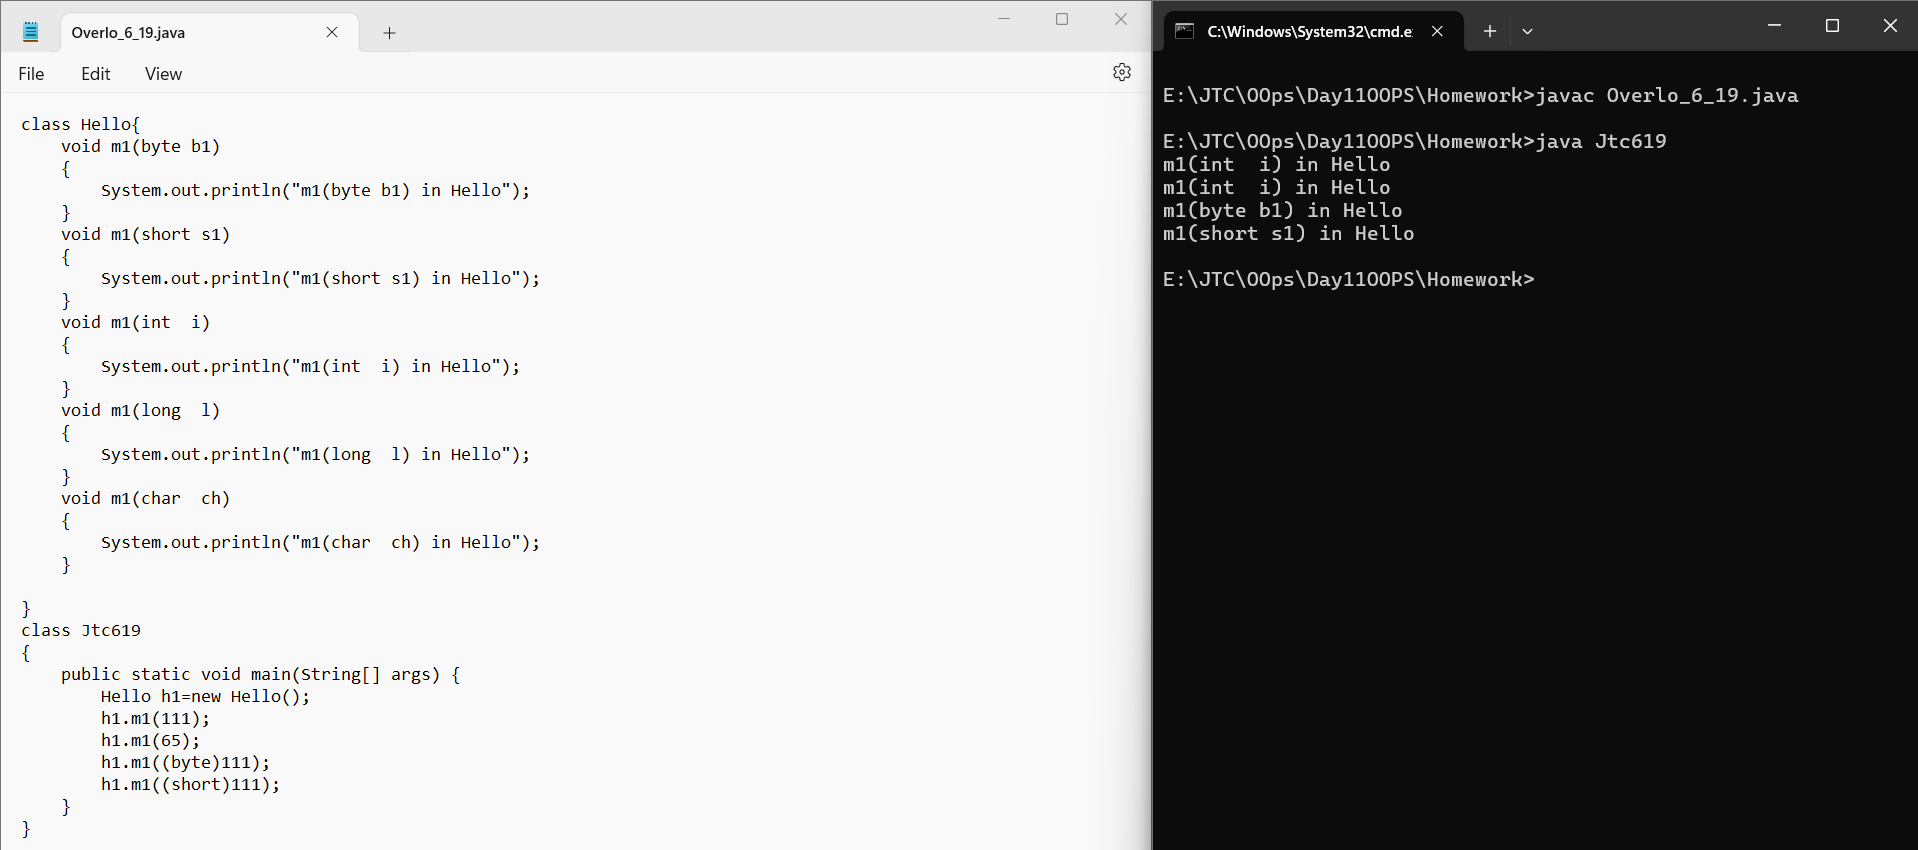 Overlo_6_19.java
File Edit View
class Hello{
    void m1(byte b1)
    {
        System.out.println("m1(byte b1) in Hello");
    }
    void m1(short s1)
    {
        System.out.println("m1(short s1) in Hello");
    }
    void m1(int  i)
    {
        System.out.println("m1(int  i) in Hello");
    }
    void m1(long  l)
    {
        System.out.println("m1(long  l) in Hello");
    }
    void m1(char  ch)
    {
        System.out.println("m1(char  ch) in Hello");
    }

}
class Jtc619
{
    public static void main(String[] args) {
        Hello h1=new Hello();
        h1.m1(111);
        h1.m1(65);
        h1.m1((byte)111);
        h1.m1((short)111);
    }
}
C:\Windows\System32\cmd.e
E:\JTC\OOps\Day11OOPS\Homework>javac Overlo_6_19.java
E:\JTC\OOps\Day11OOPS\Homework>java Jtc619
m1(int  i) in Hello
m1(int  i) in Hello
m1(byte b1) in Hello
m1(short s1) in Hello
E:\JTC\OOps\Day11OOPS\Homework>